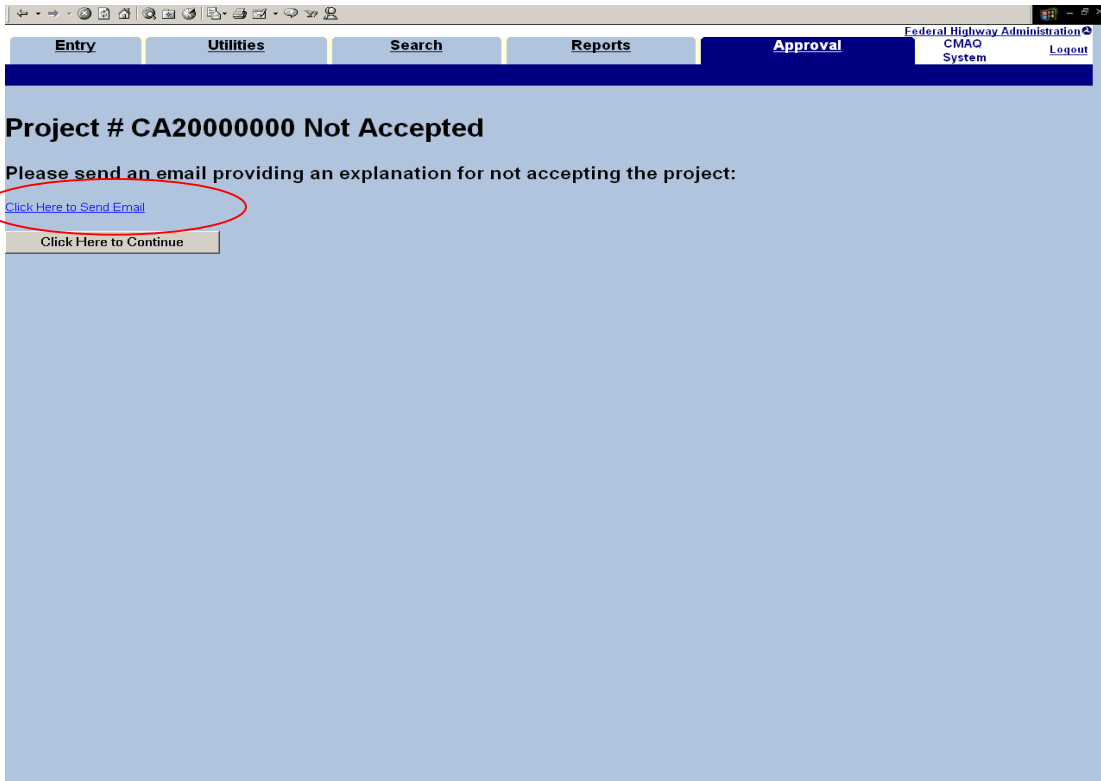 Federal Highway Administration
Entry
Utilities
Search
Reports
Approval
CMAQ
System
Logout
Project # CA20000000 Not Accepted
Please send an email providing an explanation for not accepting the project:
Click Here to Send Email
Click Here to Continue